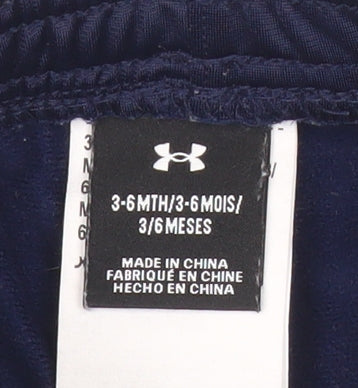 3-6 MTH/3-6 MOIS/
3/6 MESES
MADE IN CHINA
FABRIQUÉ EN CHINE
HECHO EN CHINA